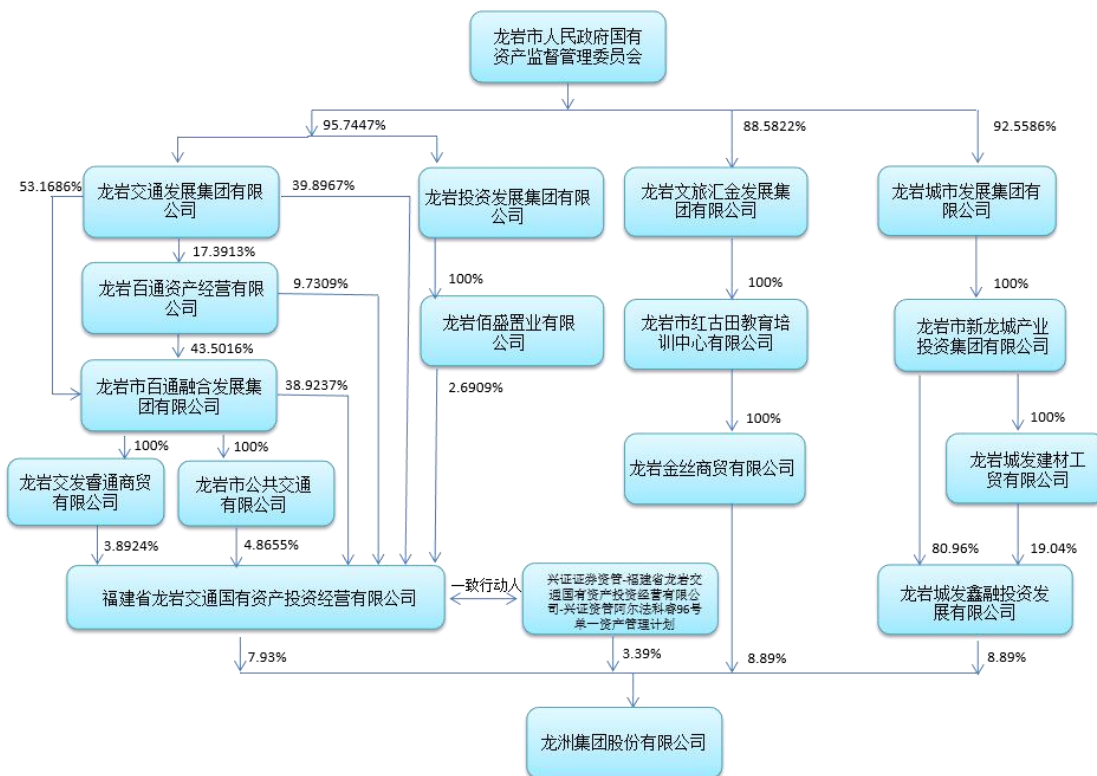 龙岩市人民政府国有
资产监督管理委员会
95.7447%
88.5822%
92.5586%
53.1686%
龙岩交通发展集团有限
公司
39.8967%
龙岩投资发展集团有限
公司
龙岩文旅汇金发展集
团有限公司
龙岩城市发展集团有
限公司
17.3913%
龙岩百通资产经营有限
公司
9.7309%
100%
100%
100%
龙岩佰盛置业有限
公司
龙岩市红古田教育培
训中心有限公司
龙岩市新龙城产业
投资集团有限公司
43.5016%
龙岩市百通融合发展集
团有限公司
38.9237%
2.6909%
100%
100%
100%
100%
龙岩交发睿通商贸
有限公司
龙岩市公共交通
有限公司
龙岩金丝商贸有限公司
龙岩城发建材工
贸有限公司
3.8924%
4.8655%
80.96%
19.04%
福建省龙岩交通国有资产投资经营有限公司
一致行动人
兴证证券资管-福建省龙岩交
通国有资产投资经营有限公
司-兴证资管阿尔法科睿96号
单一资产管理计划
龙岩城发鑫融投资发
展有限公司
7.93%
3.39%
8.89%
8.89%
龙洲集团股份有限公司